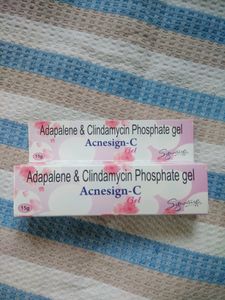 Adapalene & Clindamycin Phosphate gel
Acnesign-C
Gel
15g
Adapalene & Clindamycin Phosphate gel
Acnesign-C
Gel
15g